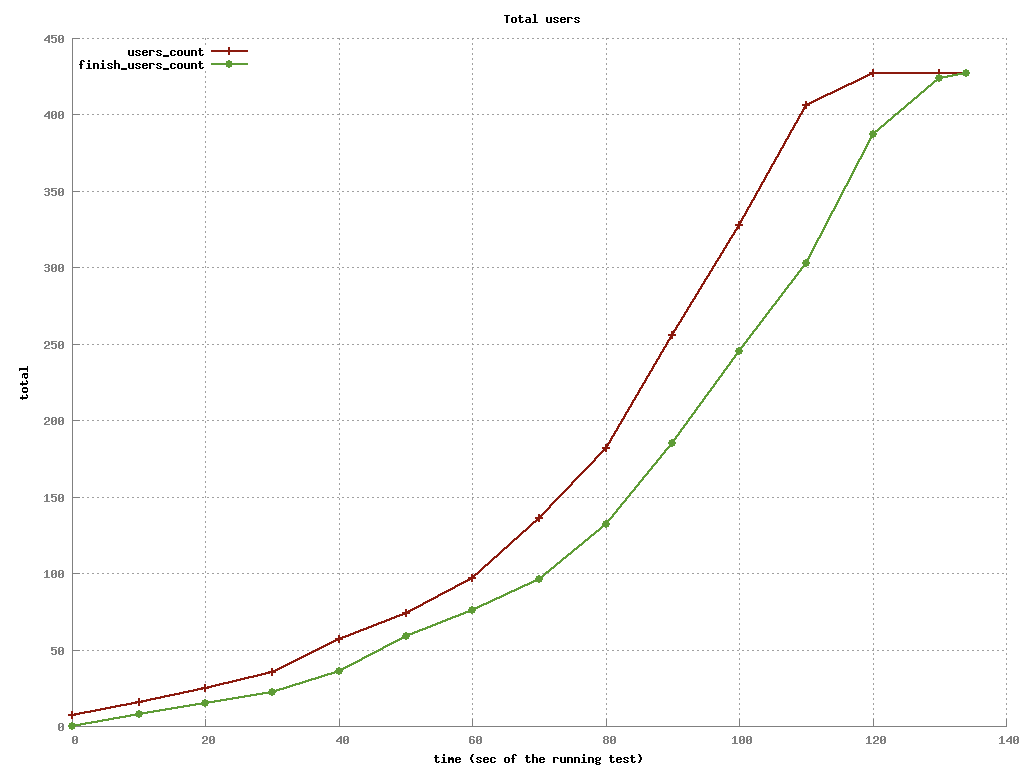 Total users
users_count
finish_users_count
450
400
350
300
250
200
150
100
50
0
total
0 20 40 60 80 100 120 140
time (sec of the running test)